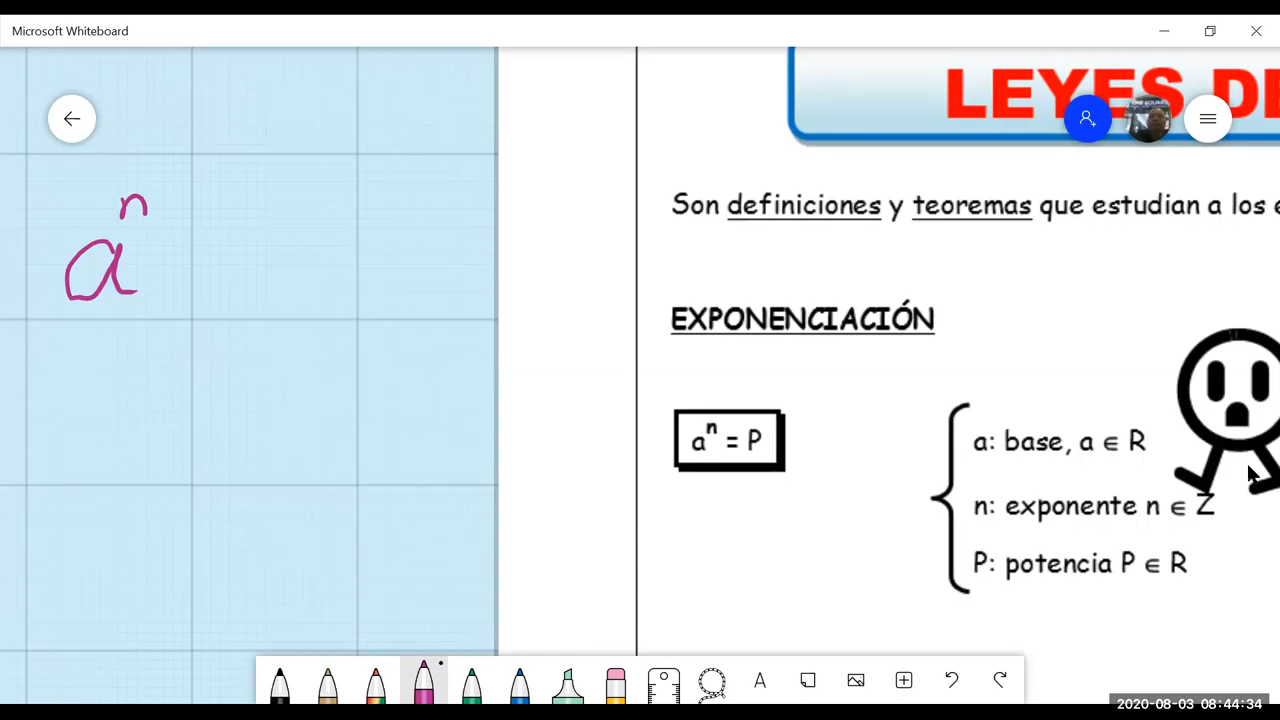 Microsoft Whiteboard
LEYES DE
Son definiciones y teoremas que estudian a los
n
a
EXPONENCIACIÓN
aⁿ = P
a: base, a ∈ R
n: exponente n ∈ Z
P: potencia P ∈ R
A
2020-08-03 08:44:34